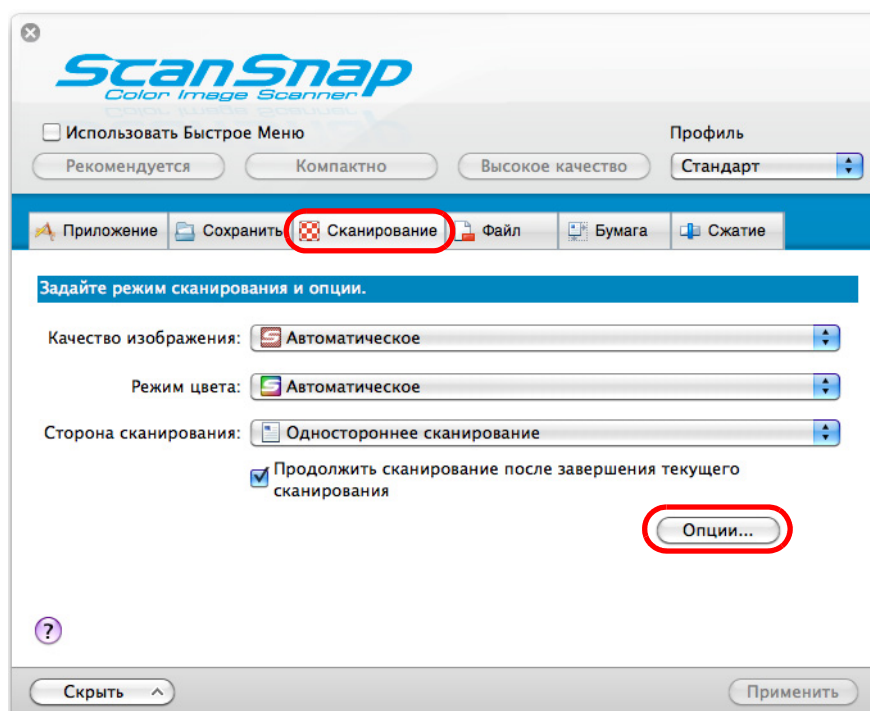 ScanSnap
Color Image Scanner
Использовать Быстрое Меню
Профиль
Рекомендуется Компактно Высокое качество Стандарт
Приложение Сохранить Сканирование Файл Бумага Сжатие
Задайте режим сканирования и опции.
Качество изображения: Автоматическое
Режим цвета: Автоматическое
Сторона сканирования: Одностороннее сканирование
Продолжить сканирование после завершения текущего
сканирования
Опции...
?
Скрыть Применить